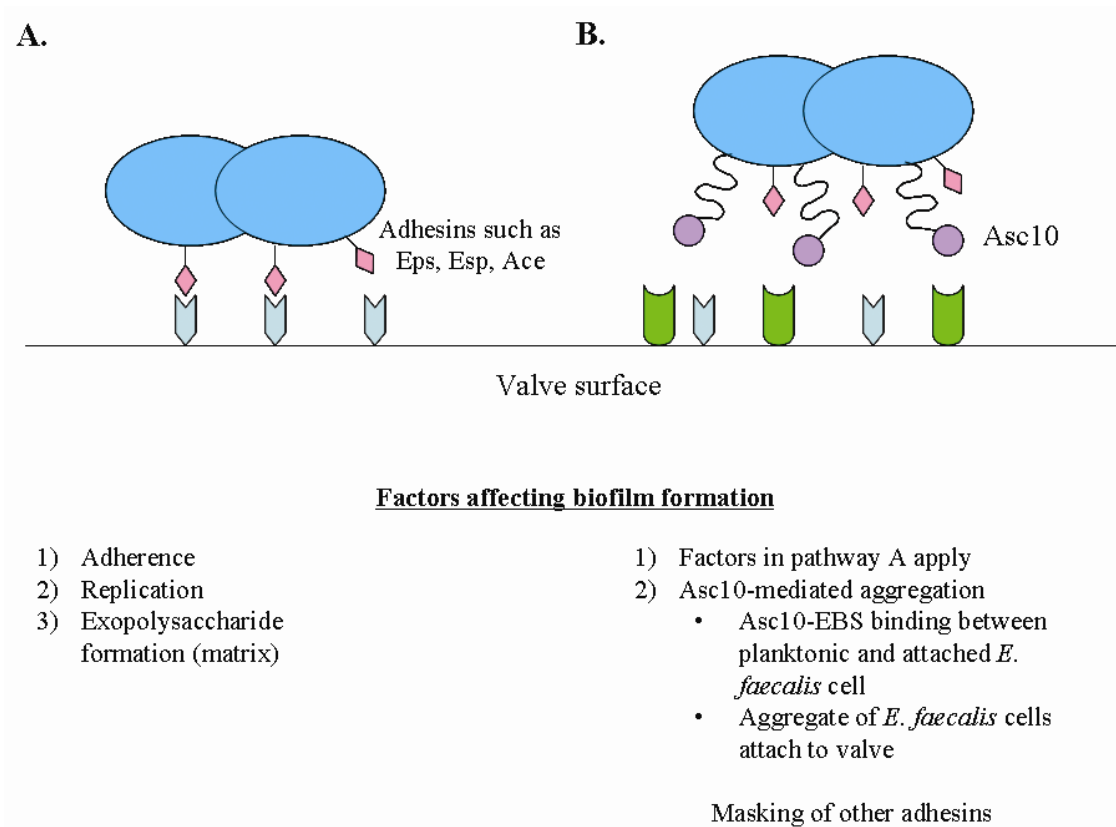 A.
B.
Adhesins such as
Eps, Esp, Ace
Asc10
Valve surface
Factors affecting biofilm formation
1) Adherence
2) Replication
3) Exopolysaccharide
formation (matrix)
1) Factors in pathway A apply
2) Asc10-mediated aggregation
• Asc10-EBS binding between
planktonic and attached E.
faecalis cell
• Aggregate of E. faecalis cells
attach to valve
Masking of other adhesins